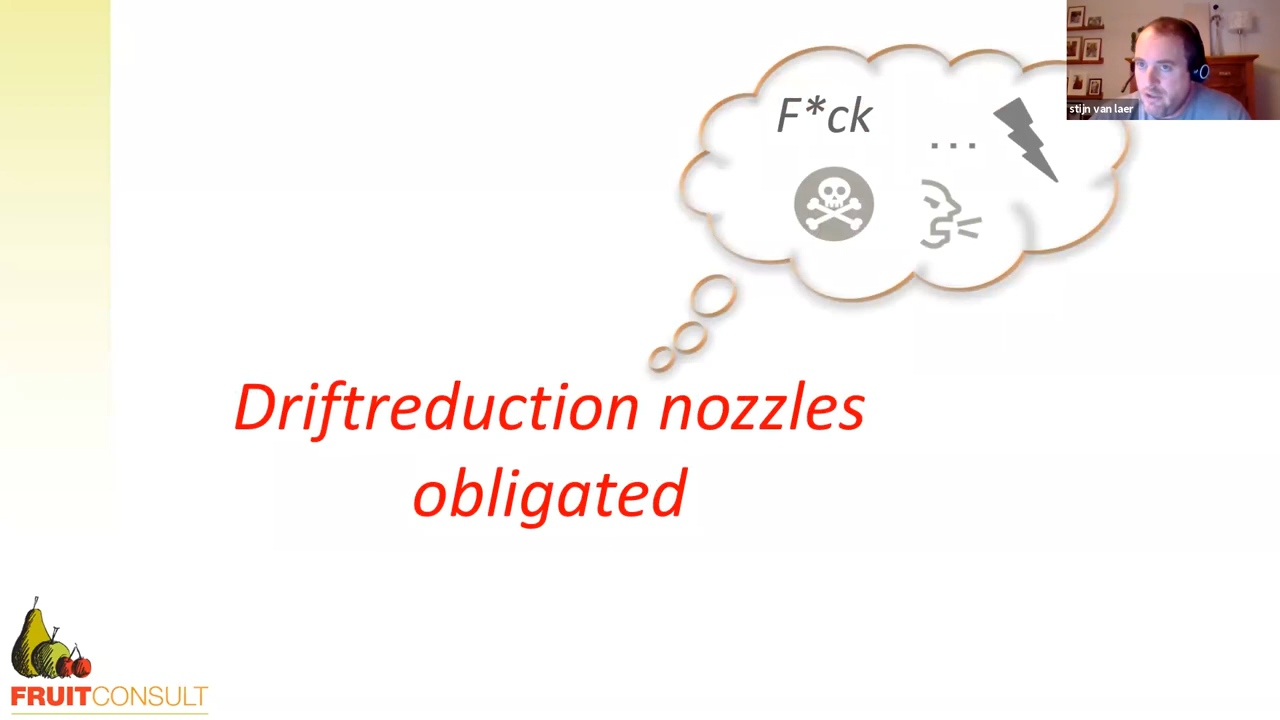 F*ck
...
stijn van laer
Driftreduction nozzles
obligated
FRUITCONSULT